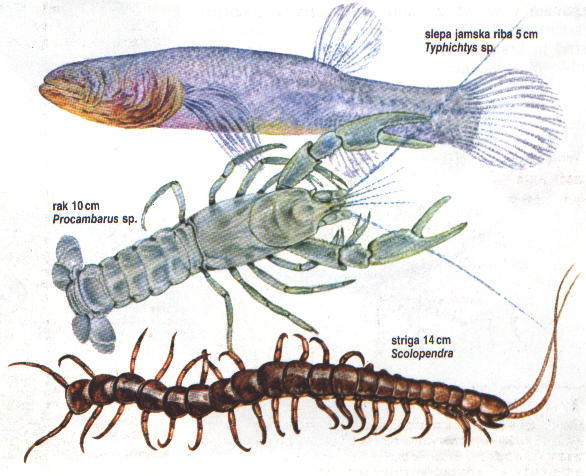 slepa jamska riba 5 cm
Typhichtys sp.
rak 10 cm
Procambarus sp.
striga 14 cm
Scolopendra